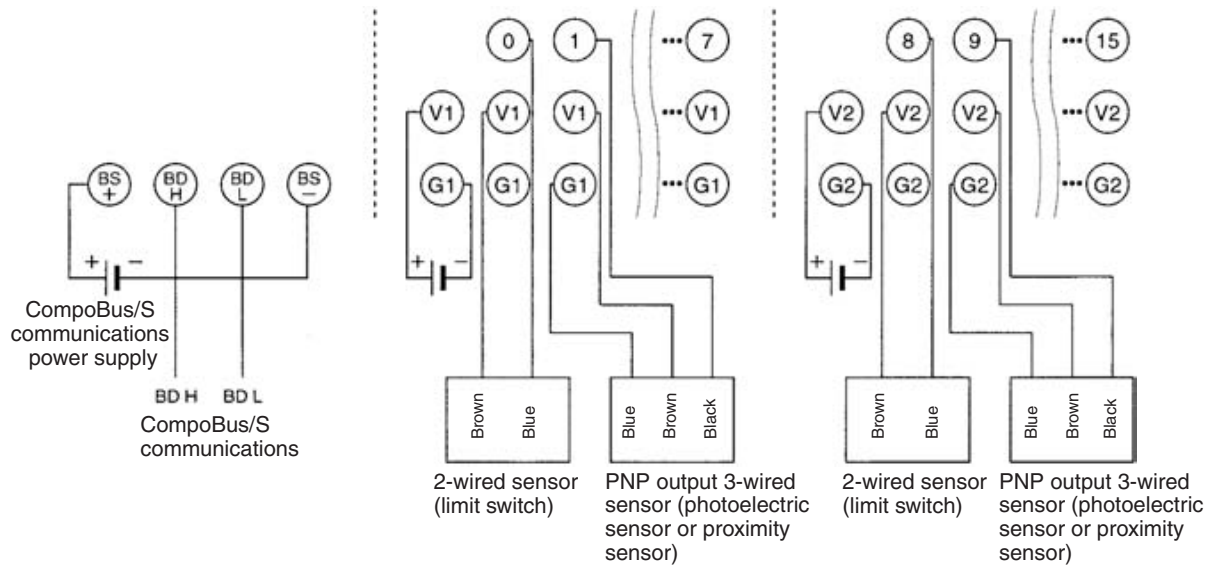 0 1 ••• 7
V1 V1 V1 ••• V1
G1 G1 G1 ••• G1
8 9 ••• 15
V2 V2 V2 ••• V2
G2 G2 G2 ••• G2
BS + BD H BD L BS −
+ −
CompoBus/S
communications
power supply
BD H BD L
CompoBus/S
communications
+ −
Brown Blue
2-wired sensor
(limit switch)
Blue Brown Black
PNP output 3-wired
sensor (photoelectric
sensor or proximity
sensor)
+ −
Brown Blue
2-wired sensor
(limit switch)
Blue Brown Black
PNP output 3-wired
sensor (photoelectric
sensor or proximity
sensor)